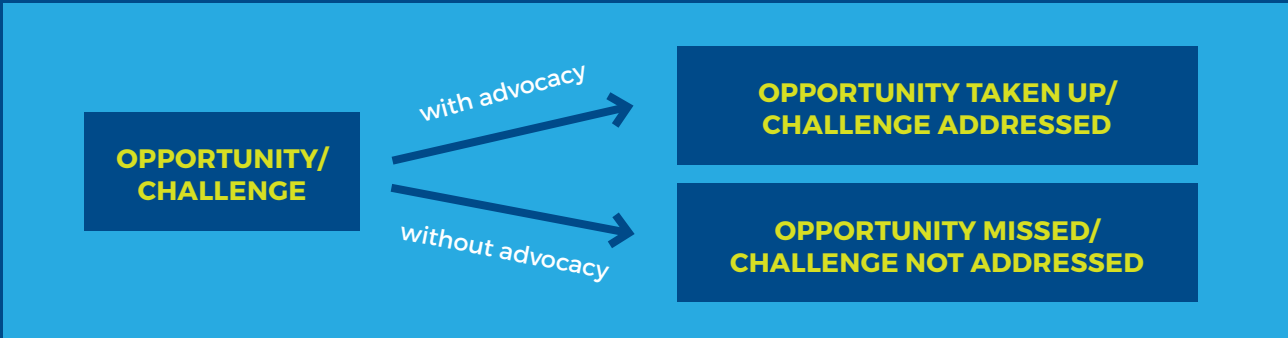 OPPORTUNITY/
CHALLENGE
with advocacy
without advocacy
OPPORTUNITY TAKEN UP/
CHALLENGE ADDRESSED
OPPORTUNITY MISSED/
CHALLENGE NOT ADDRESSED